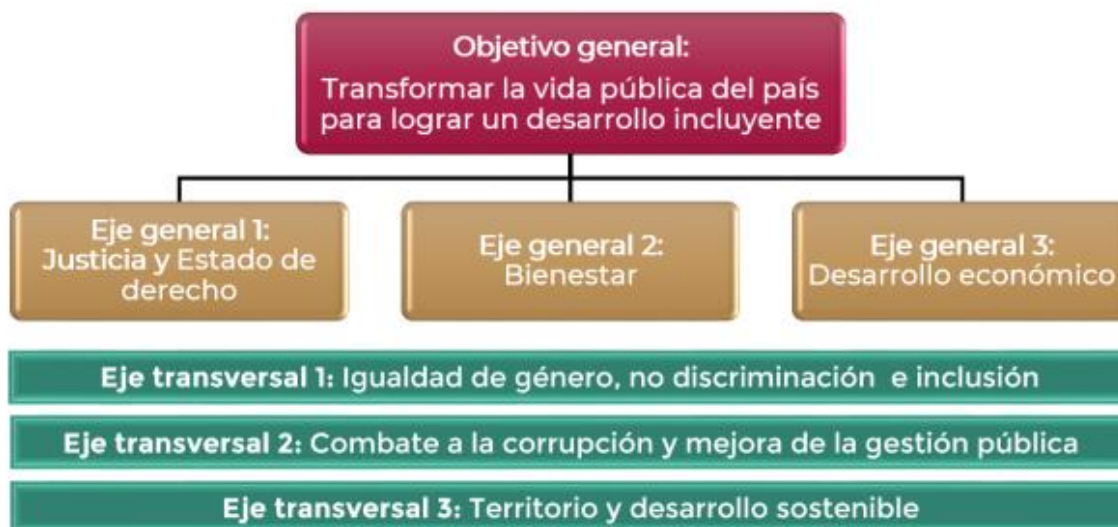 Objetivo general:
Transformar la vida pública del país
para lograr un desarrollo incluyente
Eje general 1:
Justicia y Estado de
derecho
Eje general 2:
Bienestar
Eje general 3:
Desarrollo económico
Eje transversal 1: Igualdad de género, no discriminación e inclusión
Eje transversal 2: Combate a la corrupción y mejora de la gestión pública
Eje transversal 3: Territorio y desarrollo sostenible